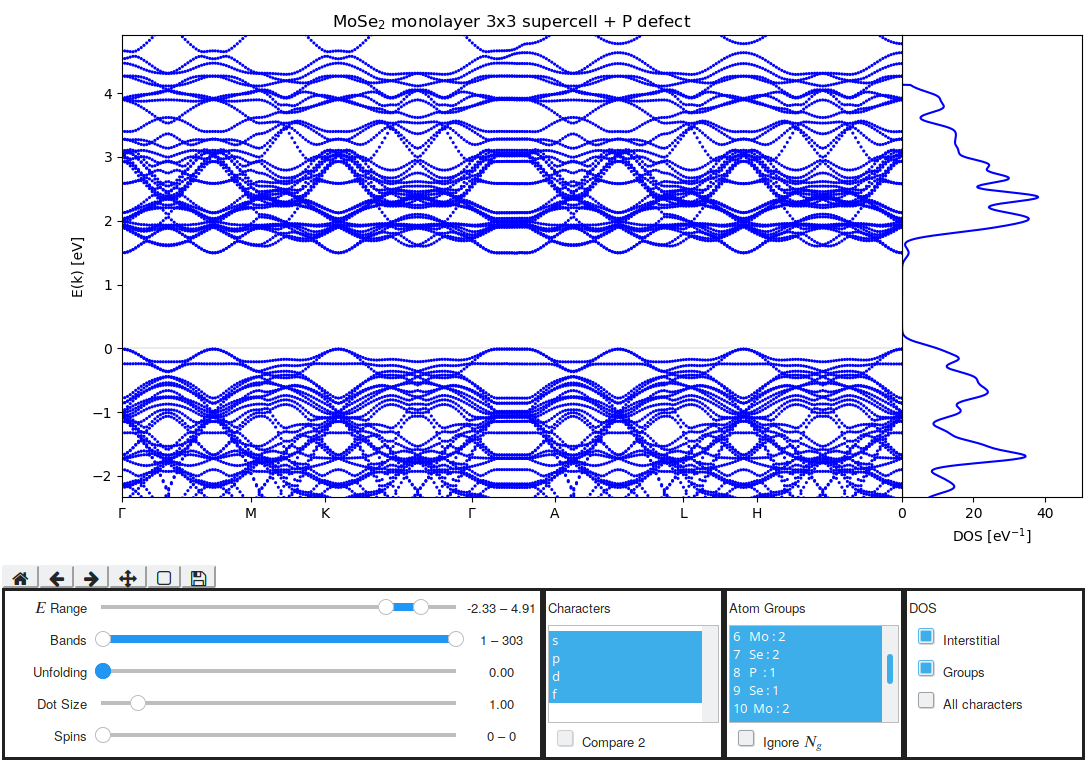 MoSe₂ monolayer 3x3 supercell + P defect
E(k) [eV]
4
3
2
1
0
−1
−2
Γ M K Γ A L H
0 20 40
DOS [eV⁻¹]
E Range -2.33 – 4.91
Bands 1 – 303
Unfolding 0.00
Dot Size 1.00
Spins 0 – 0
Characters
s
p
d
f
Compare 2
Atom Groups
6 Mo : 2
7 Se : 2
8 P : 1
9 Se : 1
10 Mo : 2
Ignore N_g
DOS
Interstitial
Groups
All characters